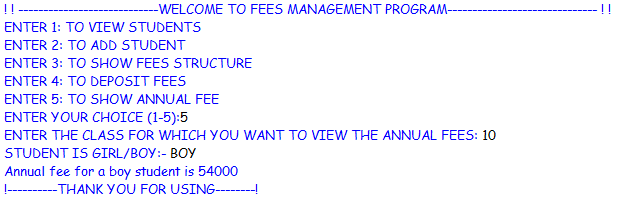 ! ! ----------------------------WELCOME TO FEES MANAGEMENT PROGRAM------------------------------ ! !
ENTER 1: TO VIEW STUDENTS
ENTER 2: TO ADD STUDENT
ENTER 3: TO SHOW FEES STRUCTURE
ENTER 4: TO DEPOSIT FEES
ENTER 5: TO SHOW ANNUAL FEE
ENTER YOUR CHOICE (1-5):5
ENTER THE CLASS FOR WHICH YOU WANT TO VIEW THE ANNUAL FEES: 10
STUDENT IS GIRL/BOY:- BOY
Annual fee for a boy student is 54000
!----------THANK YOU FOR USING--------!